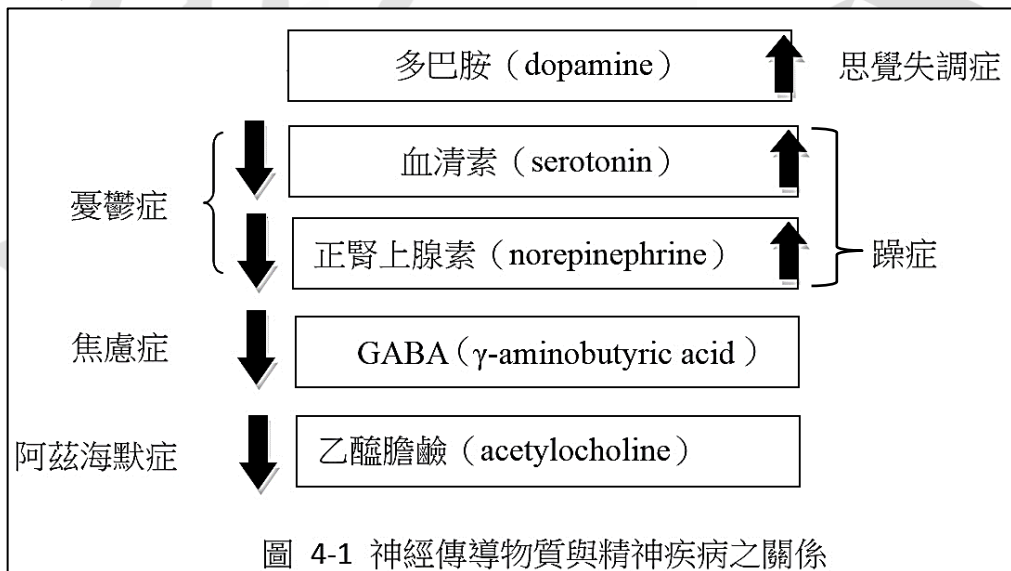 多巴胺（dopamine）
思覺失調症
憂鬱症
血清素（serotonin）
正腎上腺素（norepinephrine）
躁症
焦慮症
GABA（γ-aminobutyric acid）
阿茲海默症
乙醯膽鹼（acetylocholine）
圖 4-1 神經傳導物質與精神疾病之關係